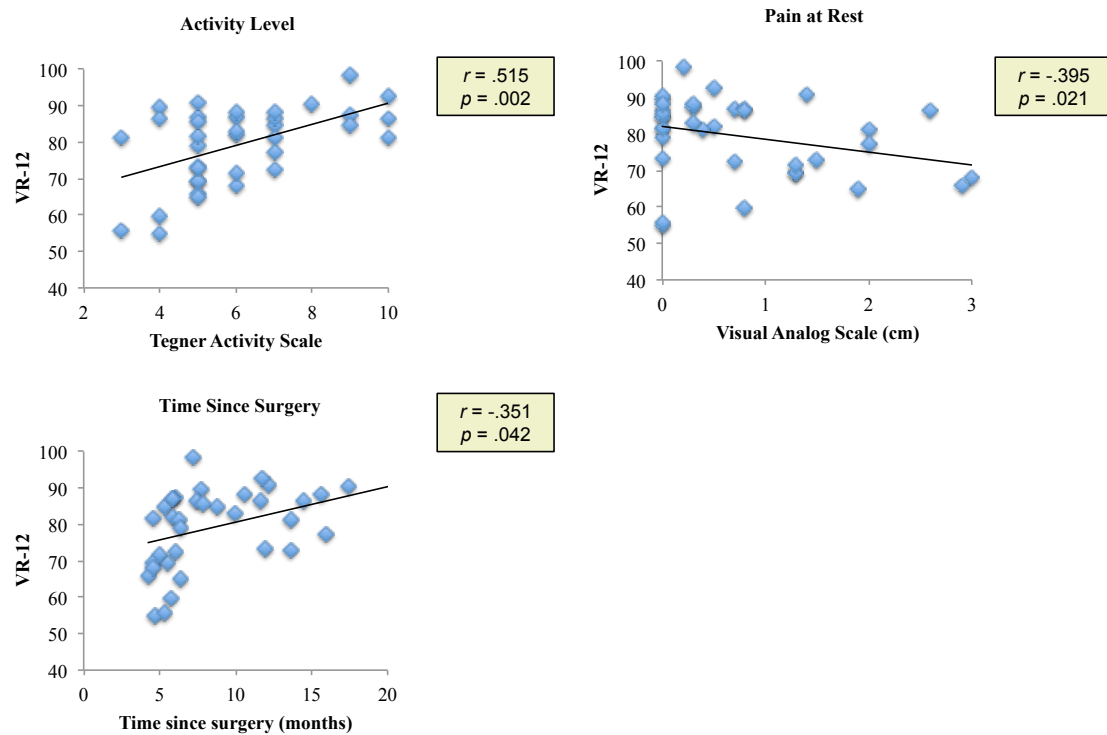 Activity Level
r = .515
p = .002
100
90
80
70
60
50
40
VR-12
2 4 6 8 10
Tegner Activity Scale
Pain at Rest
r = -.395
p = .021
100
90
80
70
60
50
40
VR-12
0 1 2 3
Visual Analog Scale (cm)
Time Since Surgery
r = -.351
p = .042
100
90
80
70
60
50
40
VR-12
0 5 10 15 20
Time since surgery (months)